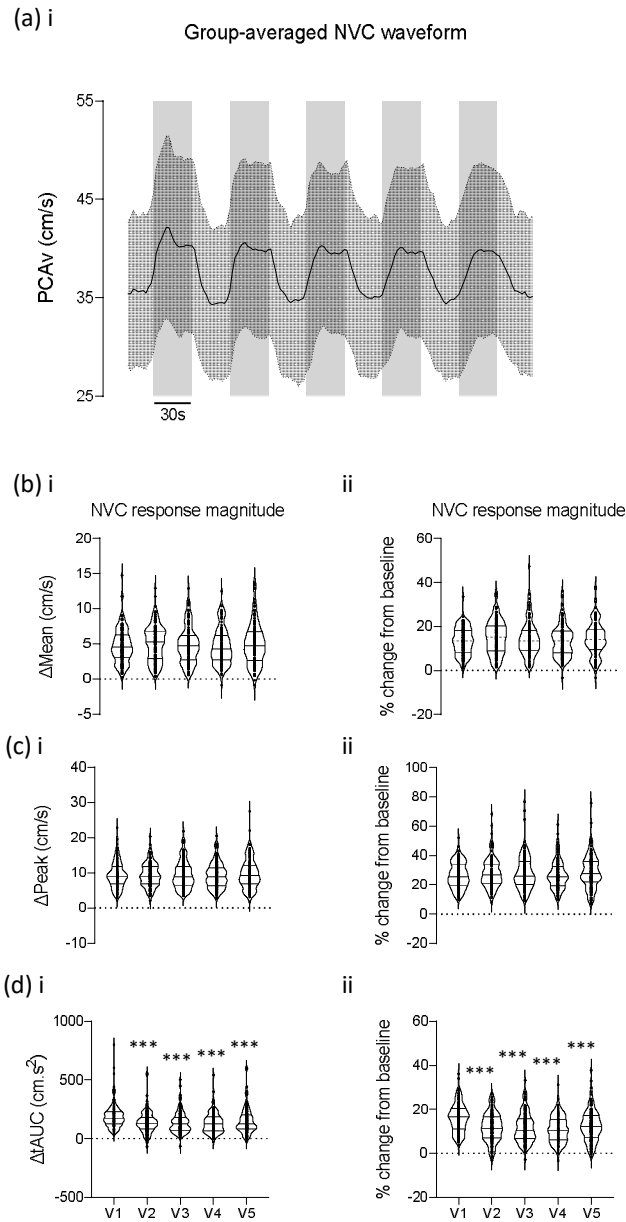 (a) i
Group-averaged NVC waveform
55
45
35
25
PCAv (cm/s)
30s
(b) i
NVC response magnitude
20
15
10
5
0
-5
ΔMean (cm/s)
ii
NVC response magnitude
60
40
20
0
-20
% change from baseline
(c) i
40
30
20
10
0
-10
ΔPeak (cm/s)
ii
100
80
60
40
20
0
-20
% change from baseline
(d) i
1000
500
0
-500
ΔtAUC (cm.s²)
*** *** *** ***
V1 V2 V3 V4 V5
ii
60
40
20
0
-20
% change from baseline
*** *** *** ***
V1 V2 V3 V4 V5